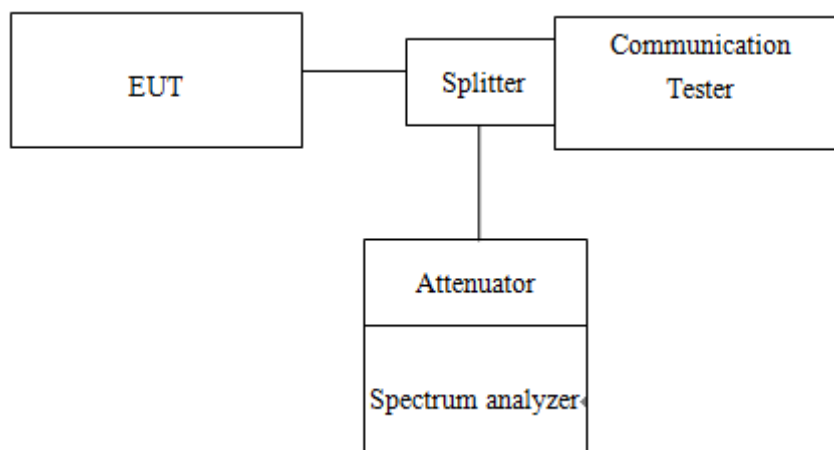 EUT
Splitter
Communication
Tester
Attenuator
Spectrum analyzer